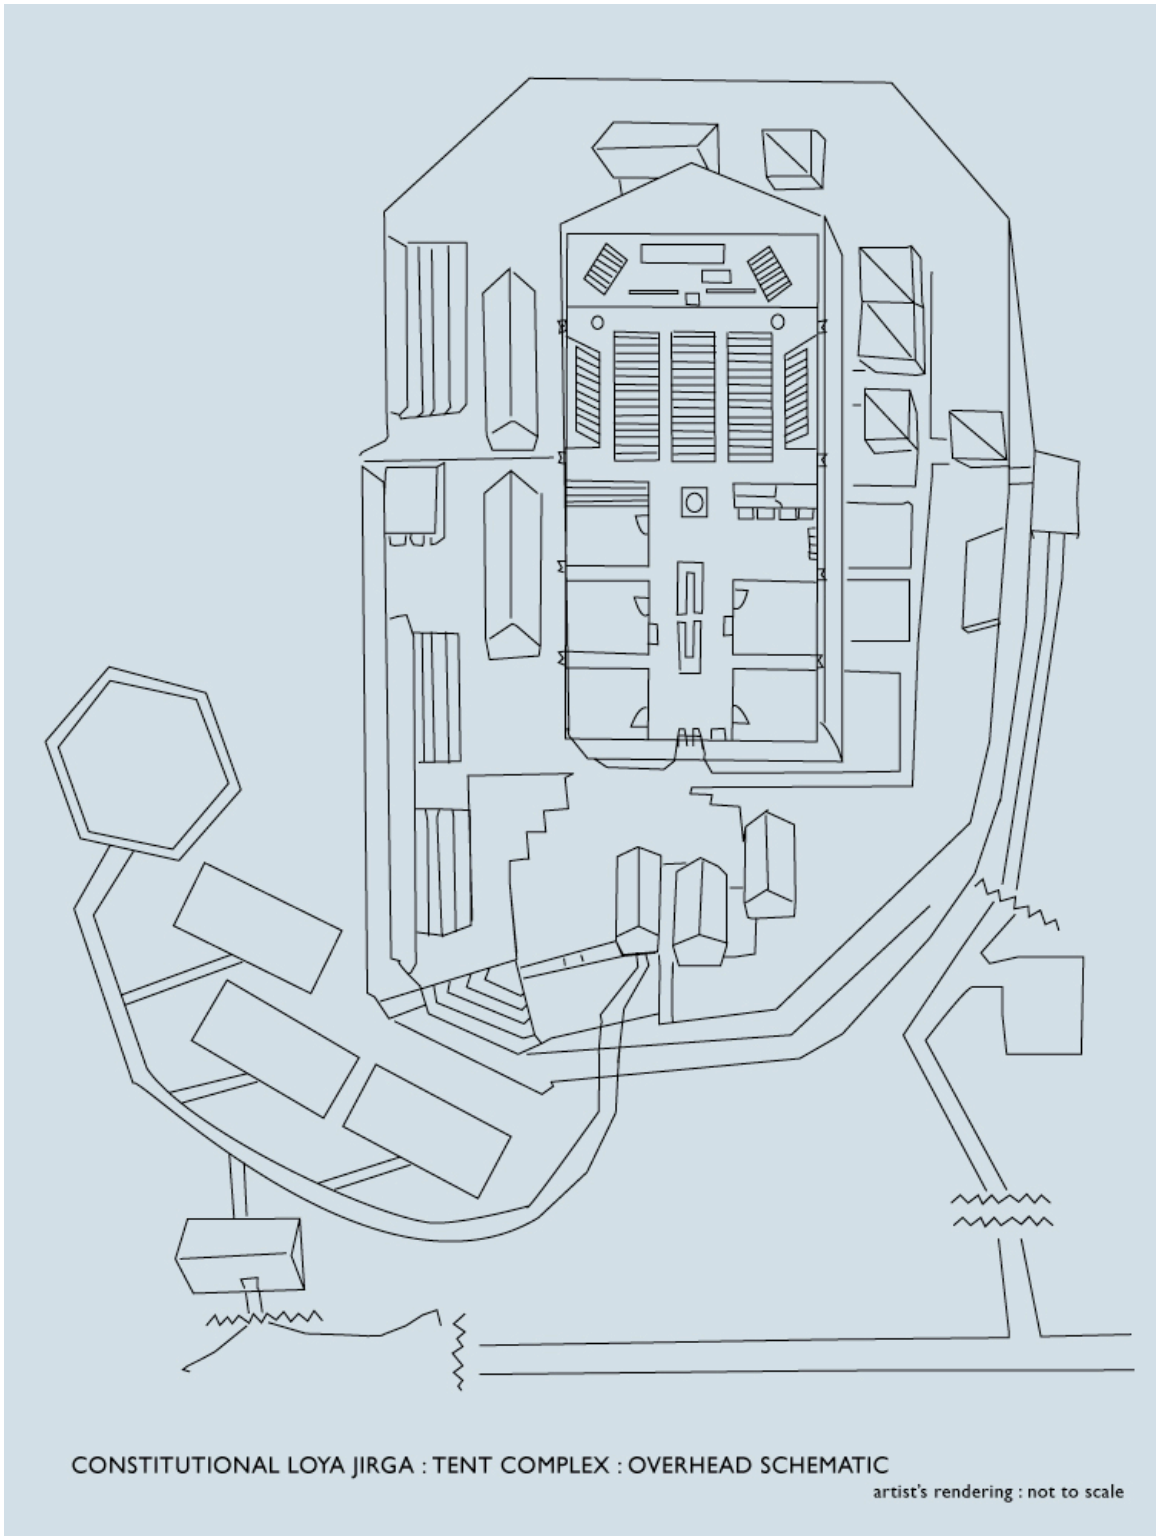 CONSTITUTIONAL LOYA JIRGA : TENT COMPLEX : OVERHEAD SCHEMATIC
artist's rendering : not to scale